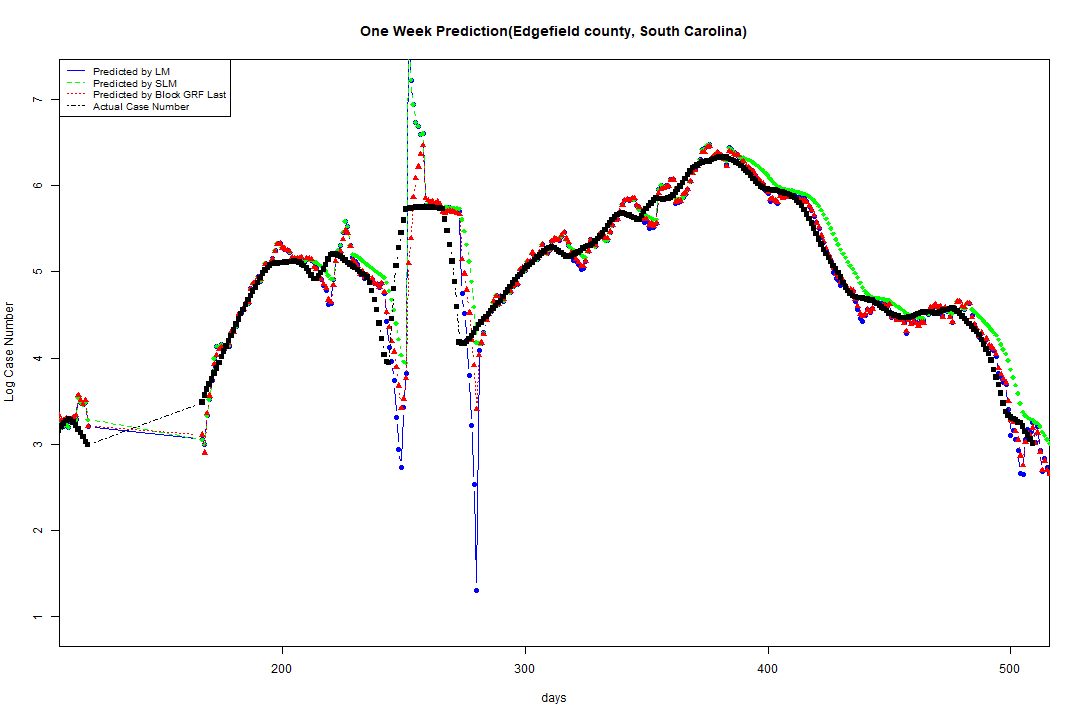 One Week Prediction(Edgefield county, South Carolina)
Predicted by LM
Predicted by SLM
Predicted by Block GRF Last
Actual Case Number
7
6
5
4
3
2
1
Log Case Number
200 300 400 500
days